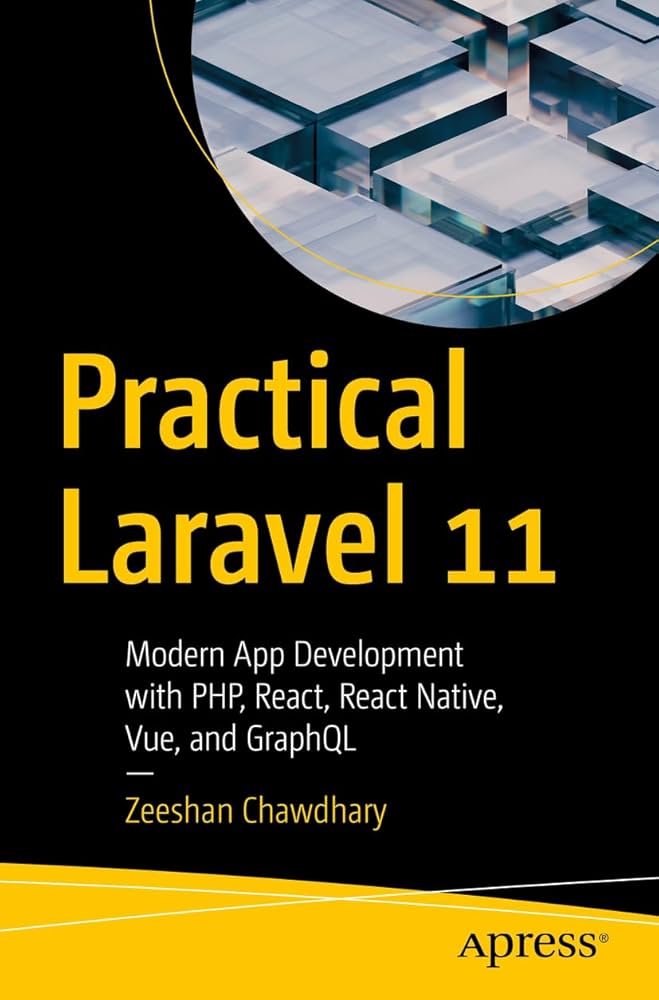 Practical
Laravel 11
Modern App Development
with PHP, React, React Native,
Vue, and GraphQL
—
Zeeshan Chawdhary
Apress®